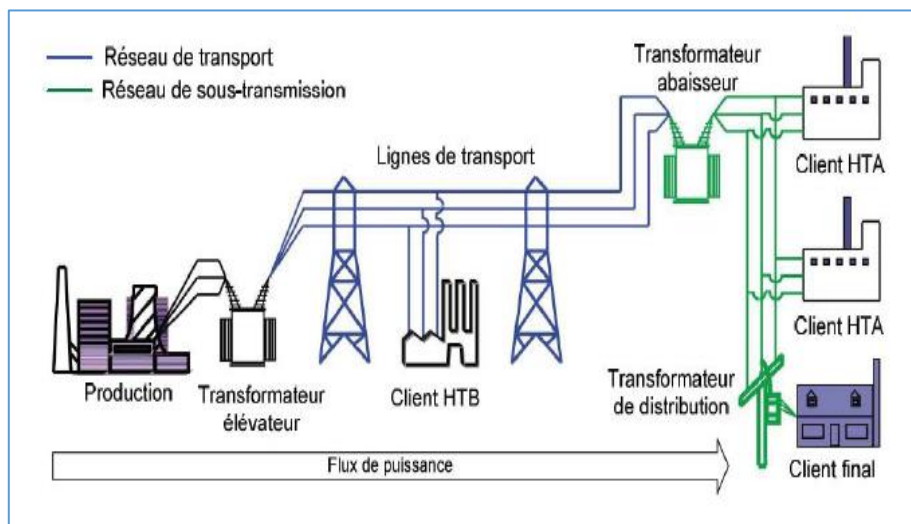 Réseau de transport
Réseau de sous-transmission
Transformateur
abaisseur
Lignes de transport
Client HTA
Client HTA
Production
Transformateur
élévateur
Client HTB
Transformateur
de distribution
Client final
Flux de puissance